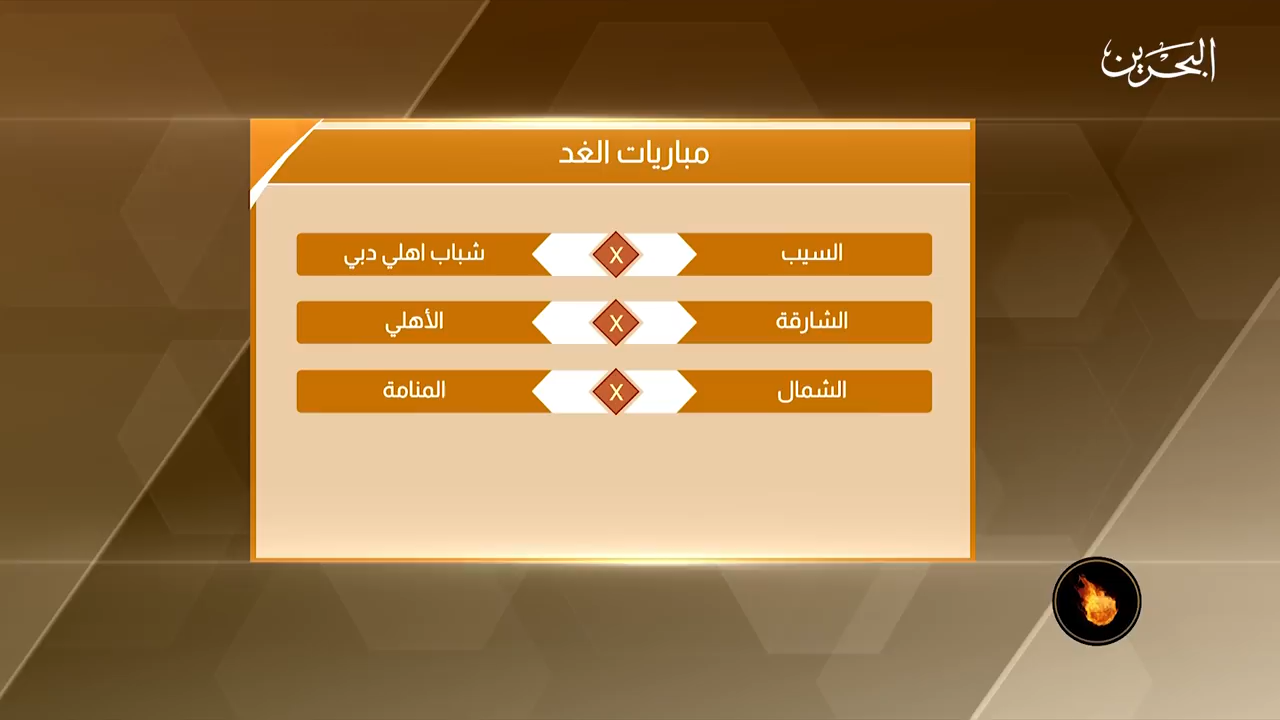 البحرين
مباريات الغد
السيب X شباب اهلي دبي
الشارقة X الأهلي
الشمال X المنامة